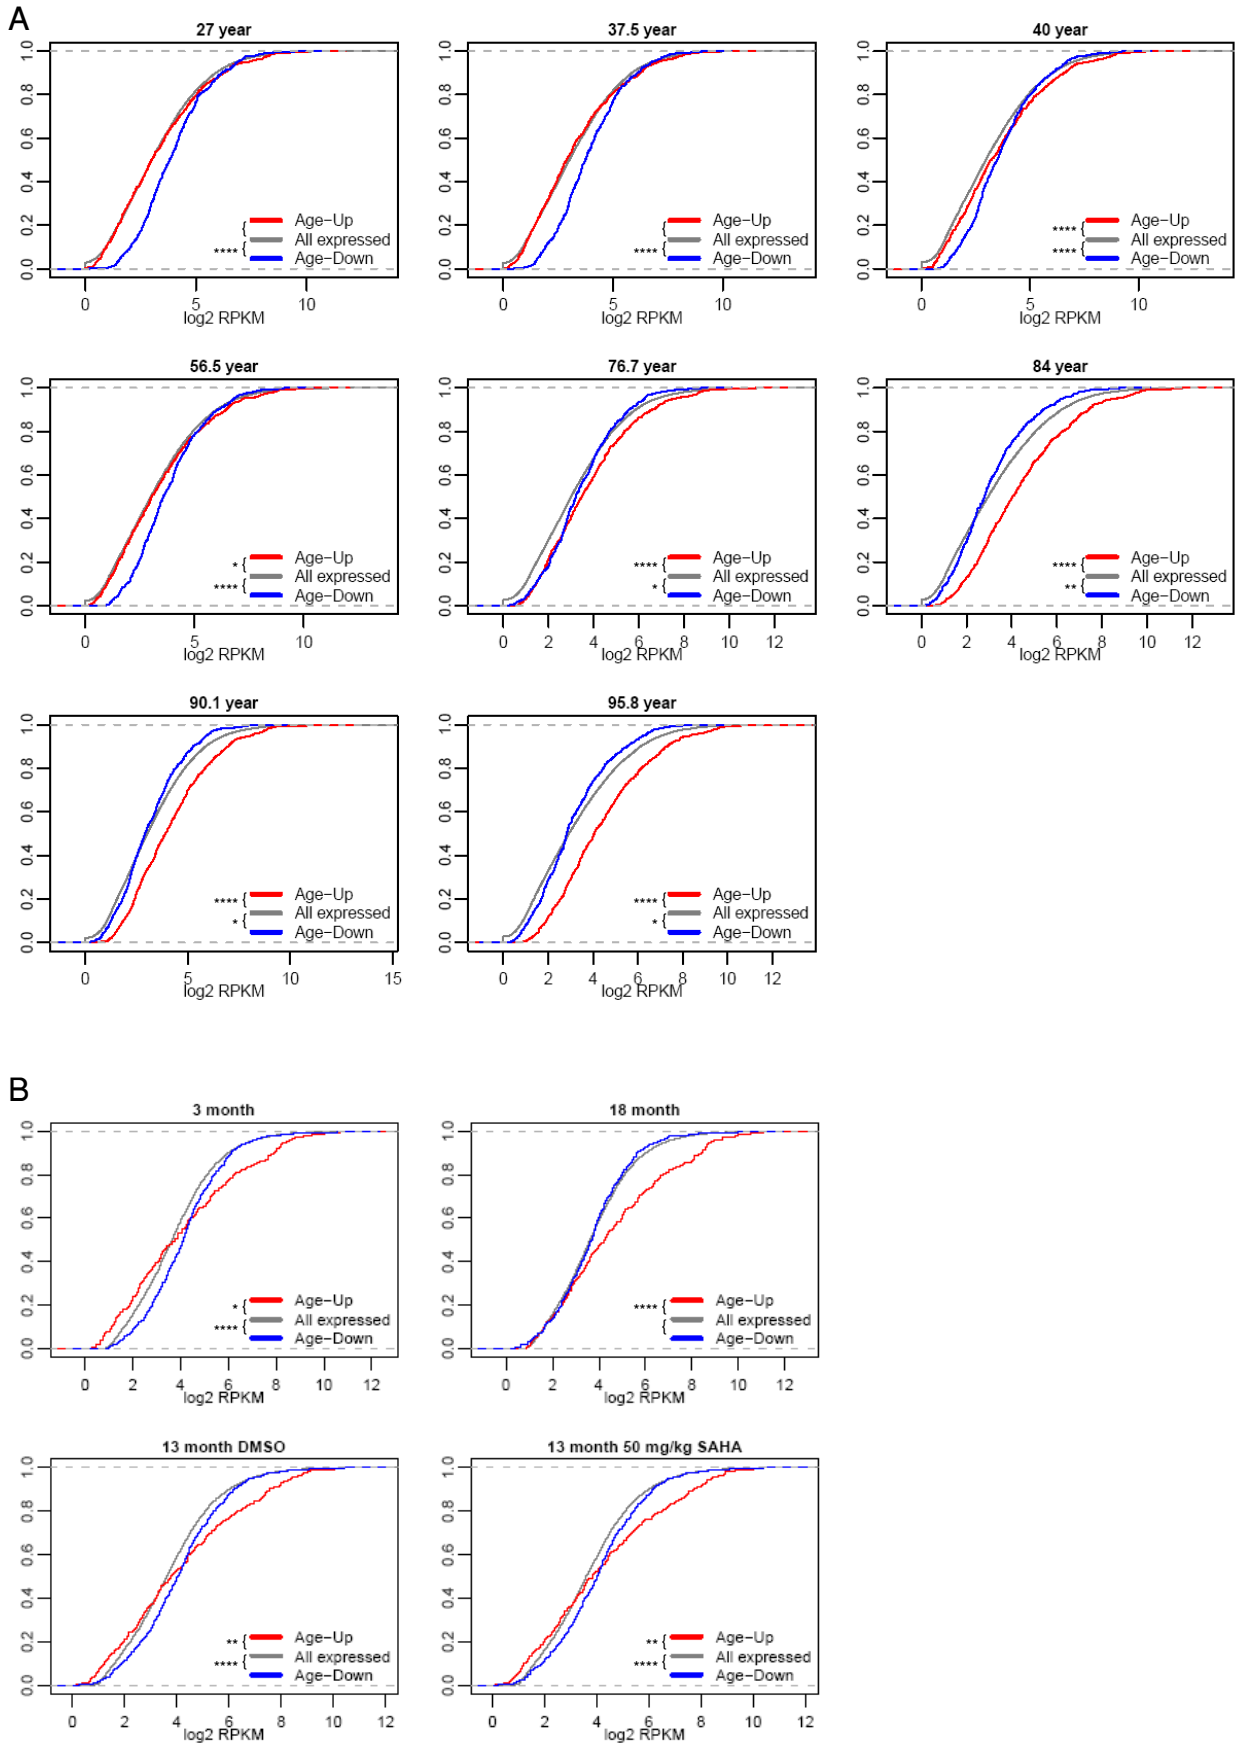 A
27 year
1.0
0.8
0.6
0.4
0.2
0.0
Age-Up
All expressed
**** Age-Down
0 5 10
log2 RPKM
37.5 year
1.0
0.8
0.6
0.4
0.2
0.0
Age-Up
All expressed
**** Age-Down
0 5 10
log2 RPKM
40 year
1.0
0.8
0.6
0.4
0.2
0.0
**** Age-Up
All expressed
**** Age-Down
0 5 10
log2 RPKM
56.5 year
1.0
0.8
0.6
0.4
0.2
0.0
* Age-Up
All expressed
**** Age-Down
0 5 10
log2 RPKM
76.7 year
1.0
0.8
0.6
0.4
0.2
0.0
**** Age-Up
All expressed
* Age-Down
0 2 4 6 8 10 12
log2 RPKM
84 year
1.0
0.8
0.6
0.4
0.2
0.0
**** Age-Up
All expressed
** Age-Down
0 2 4 6 8 10 12
log2 RPKM
90.1 year
1.0
0.8
0.6
0.4
0.2
0.0
**** Age-Up
All expressed
* Age-Down
0 5 10 15
log2 RPKM
95.8 year
1.0
0.8
0.6
0.4
0.2
0.0
**** Age-Up
All expressed
* Age-Down
0 2 4 6 8 10 12
log2 RPKM
B
3 month
1.0
0.8
0.6
0.4
0.2
0.0
* Age-Up
All expressed
**** Age-Down
0 2 4 6 8 10 12
log2 RPKM
18 month
1.0
0.8
0.6
0.4
0.2
0.0
**** Age-Up
All expressed
Age-Down
0 2 4 6 8 10 12
log2 RPKM
13 month DMSO
1.0
0.8
0.6
0.4
0.2
0.0
** Age-Up
All expressed
**** Age-Down
0 2 4 6 8 10 12
log2 RPKM
13 month 50 mg/kg SAHA
1.0
0.8
0.6
0.4
0.2
0.0
** Age-Up
All expressed
**** Age-Down
0 2 4 6 8 10 12
log2 RPKM